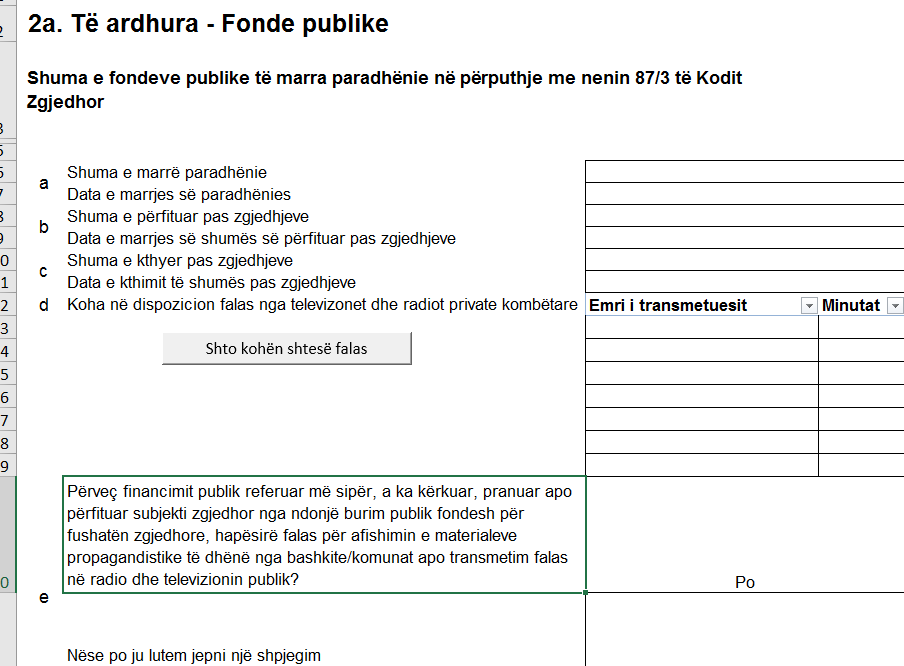 2a. Të ardhura - Fonde publike
Shuma e fondeve publike të marra paradhënie në përputhje me nenin 87/3 të Kodit
Zgjedhor
a
Shuma e marrë paradhënie
Data e marrjes së paradhënies
b
Shuma e përfituar pas zgjedhjeve
Data e marrjes së shumës së përfituar pas zgjedhjeve
c
Shuma e kthyer pas zgjedhjeve
Data e kthimit të shumës pas zgjedhjeve
d Koha në dispozicion falas nga televizonet dhe radiot private kombëtare Emri i transmetuesit Minutat
Shto kohën shtesë falas
Përveç financimit publik referuar më sipër, a ka kërkuar, pranuar apo
përfituar subjekti zgjedhor nga ndonjë burim publik fondesh për
fushatën zgjedhore, hapësirë falas për afishimin e materialeve
propagandistike të dhënë nga bashkite/komunat apo transmetim falas
në radio dhe televizionin publik?
Po
e
Nëse po ju lutem jepni një shpjegim